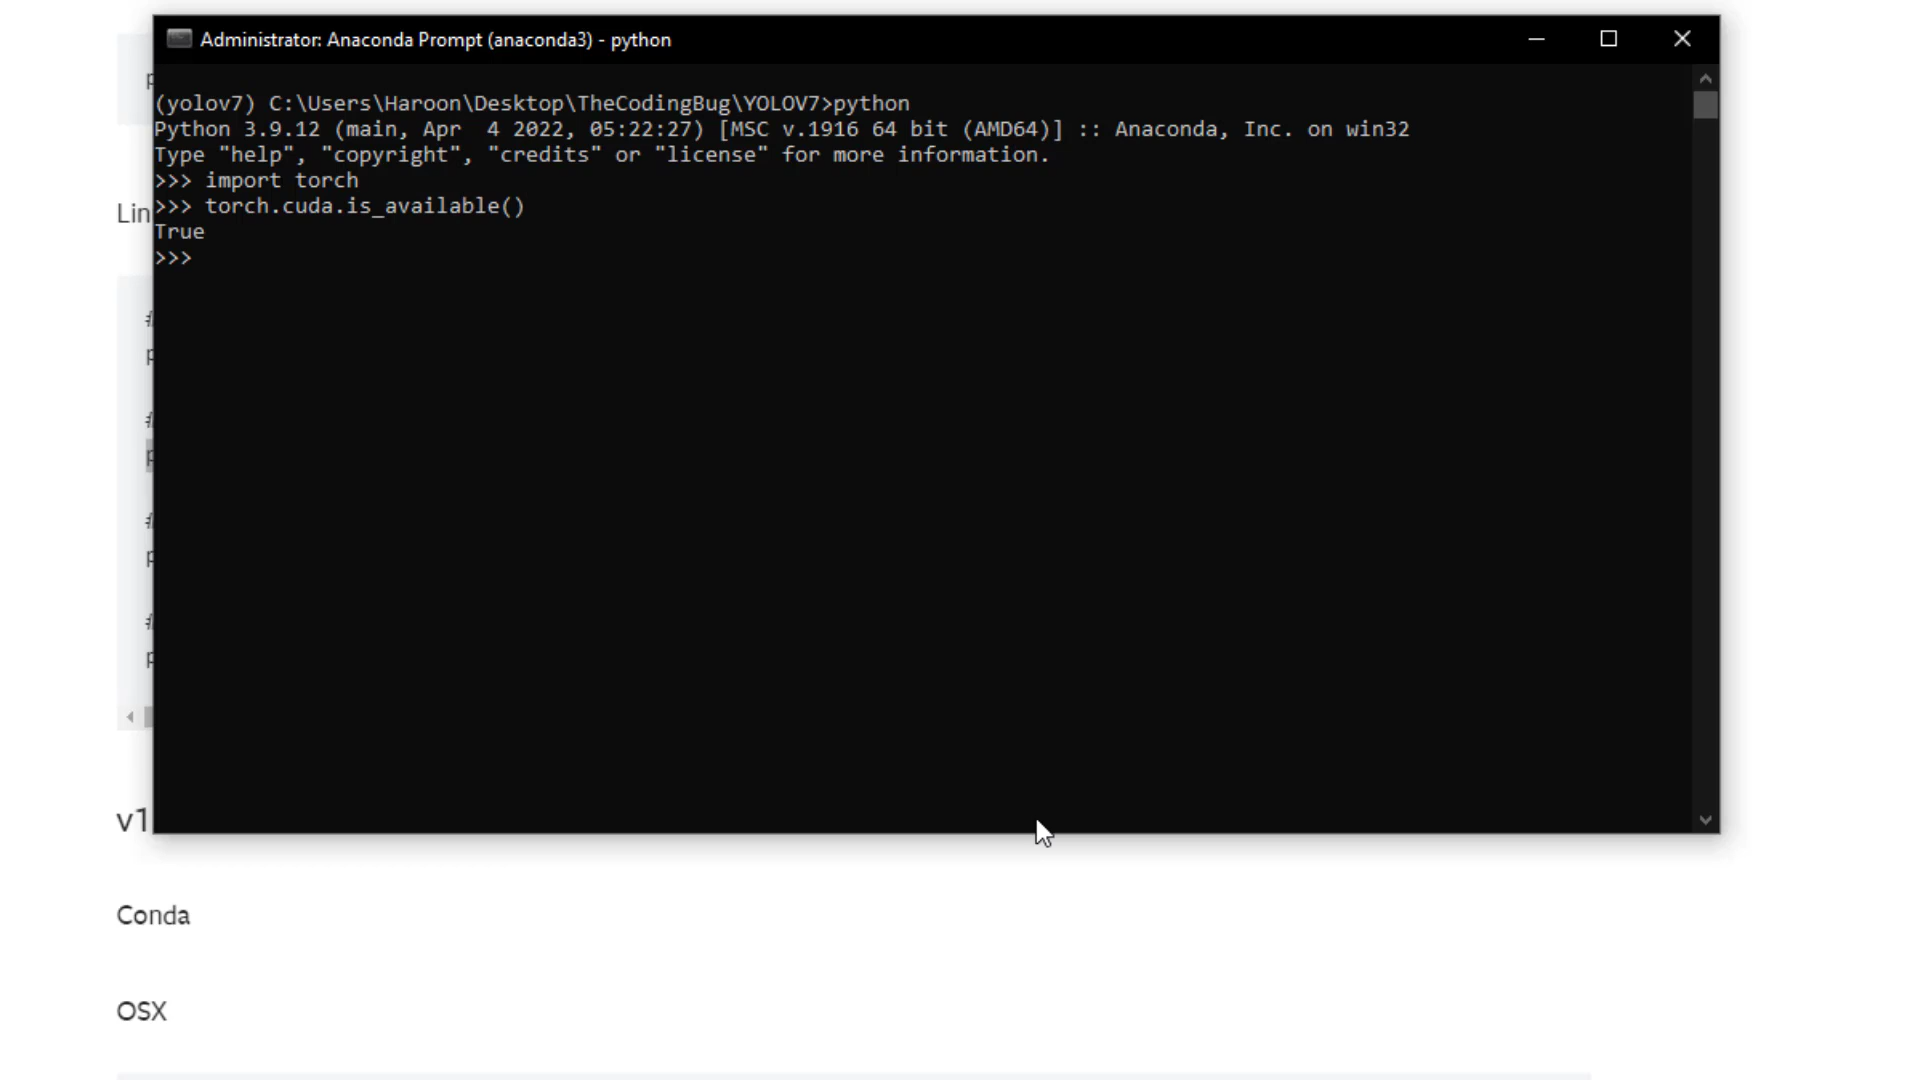 Administrator: Anaconda Prompt (anaconda3) - python
(yolov7) C:\Users\Haroon\Desktop\TheCodingBug\YOLOV7>python
Python 3.9.12 (main, Apr  4 2022, 05:22:27) [MSC v.1916 64 bit (AMD64)] :: Anaconda, Inc. on win32
Type "help", "copyright", "credits" or "license" for more information.
>>> import torch
>>> torch.cuda.is_available()
True
>>>
Lin
#
p
#
p
#
p
#
p
v1
Conda
OSX